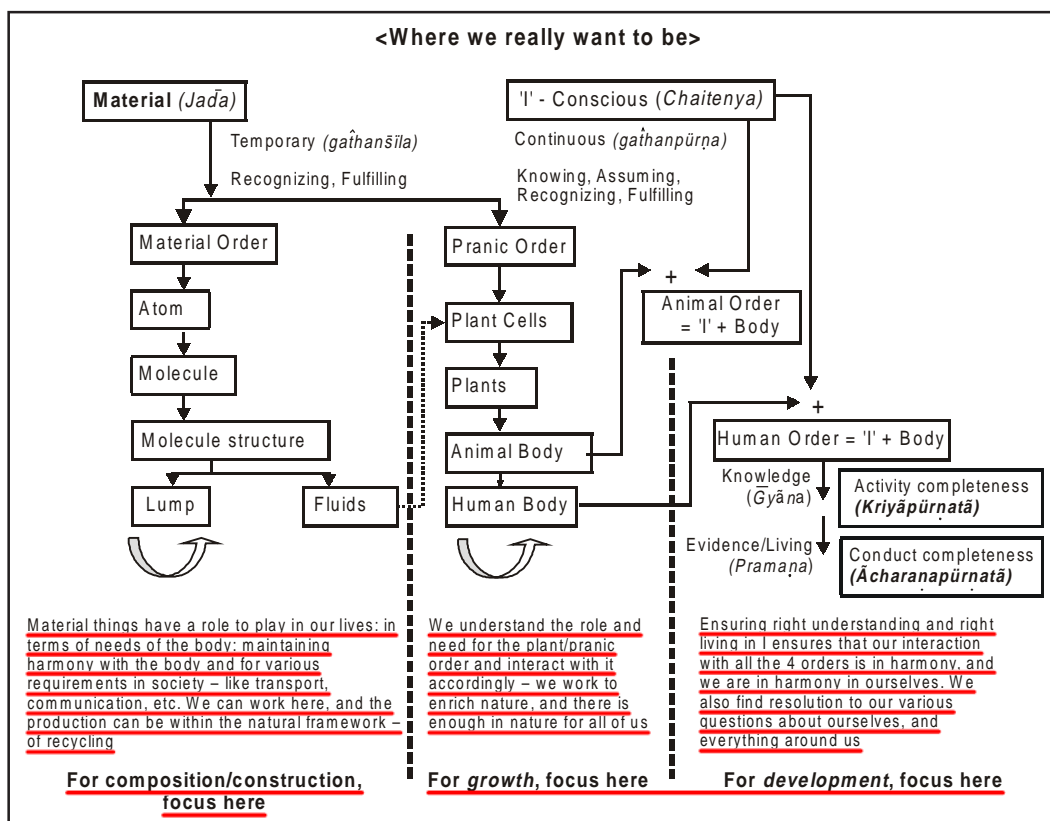 <Where we really want to be>
Material (Jad̄a)
'I' - Conscious (Chaitenya)
Temporary (gaṫ̂hanṡ̄ïla)
Recognizing, Fulfilling
Continuous (gaṫ̂hanpürṇa)
Knowing, Assuming,
Recognizing, Fulfilling
Material Order
Pranic Order
+
Animal Order
= 'I' + Body
Atom
Plant Cells
Molecule
Plants
+
Molecule structure
Animal Body
Human Order = 'I' + Body
Lump
Fluids
Human Body
Knowledge
(G̅yãna)
Activity completeness
(Kriyãpürṇatã)
Evidence/Living
(Pramaṇa)
Conduct completeness
(Ãcharaṇapürṇatã)
Material things have a role to play in our lives: in
terms of needs of the body: maintaining
harmony with the body and for various
requirements in society – like transport,
communication, etc. We can work here, and the
production can be within the natural framework –
of recycling
We understand the role and
need for the plant/pranic
order and interact with it
accordingly – we work to
enrich nature, and there is
enough in nature for all of us
Ensuring right understanding and right
living in I ensures that our interaction
with all the 4 orders is in harmony, and
we are in harmony in ourselves. We
also find resolution to our various
questions about ourselves, and
everything around us
For composition/construction,
focus here
For growth, focus here
For development, focus here